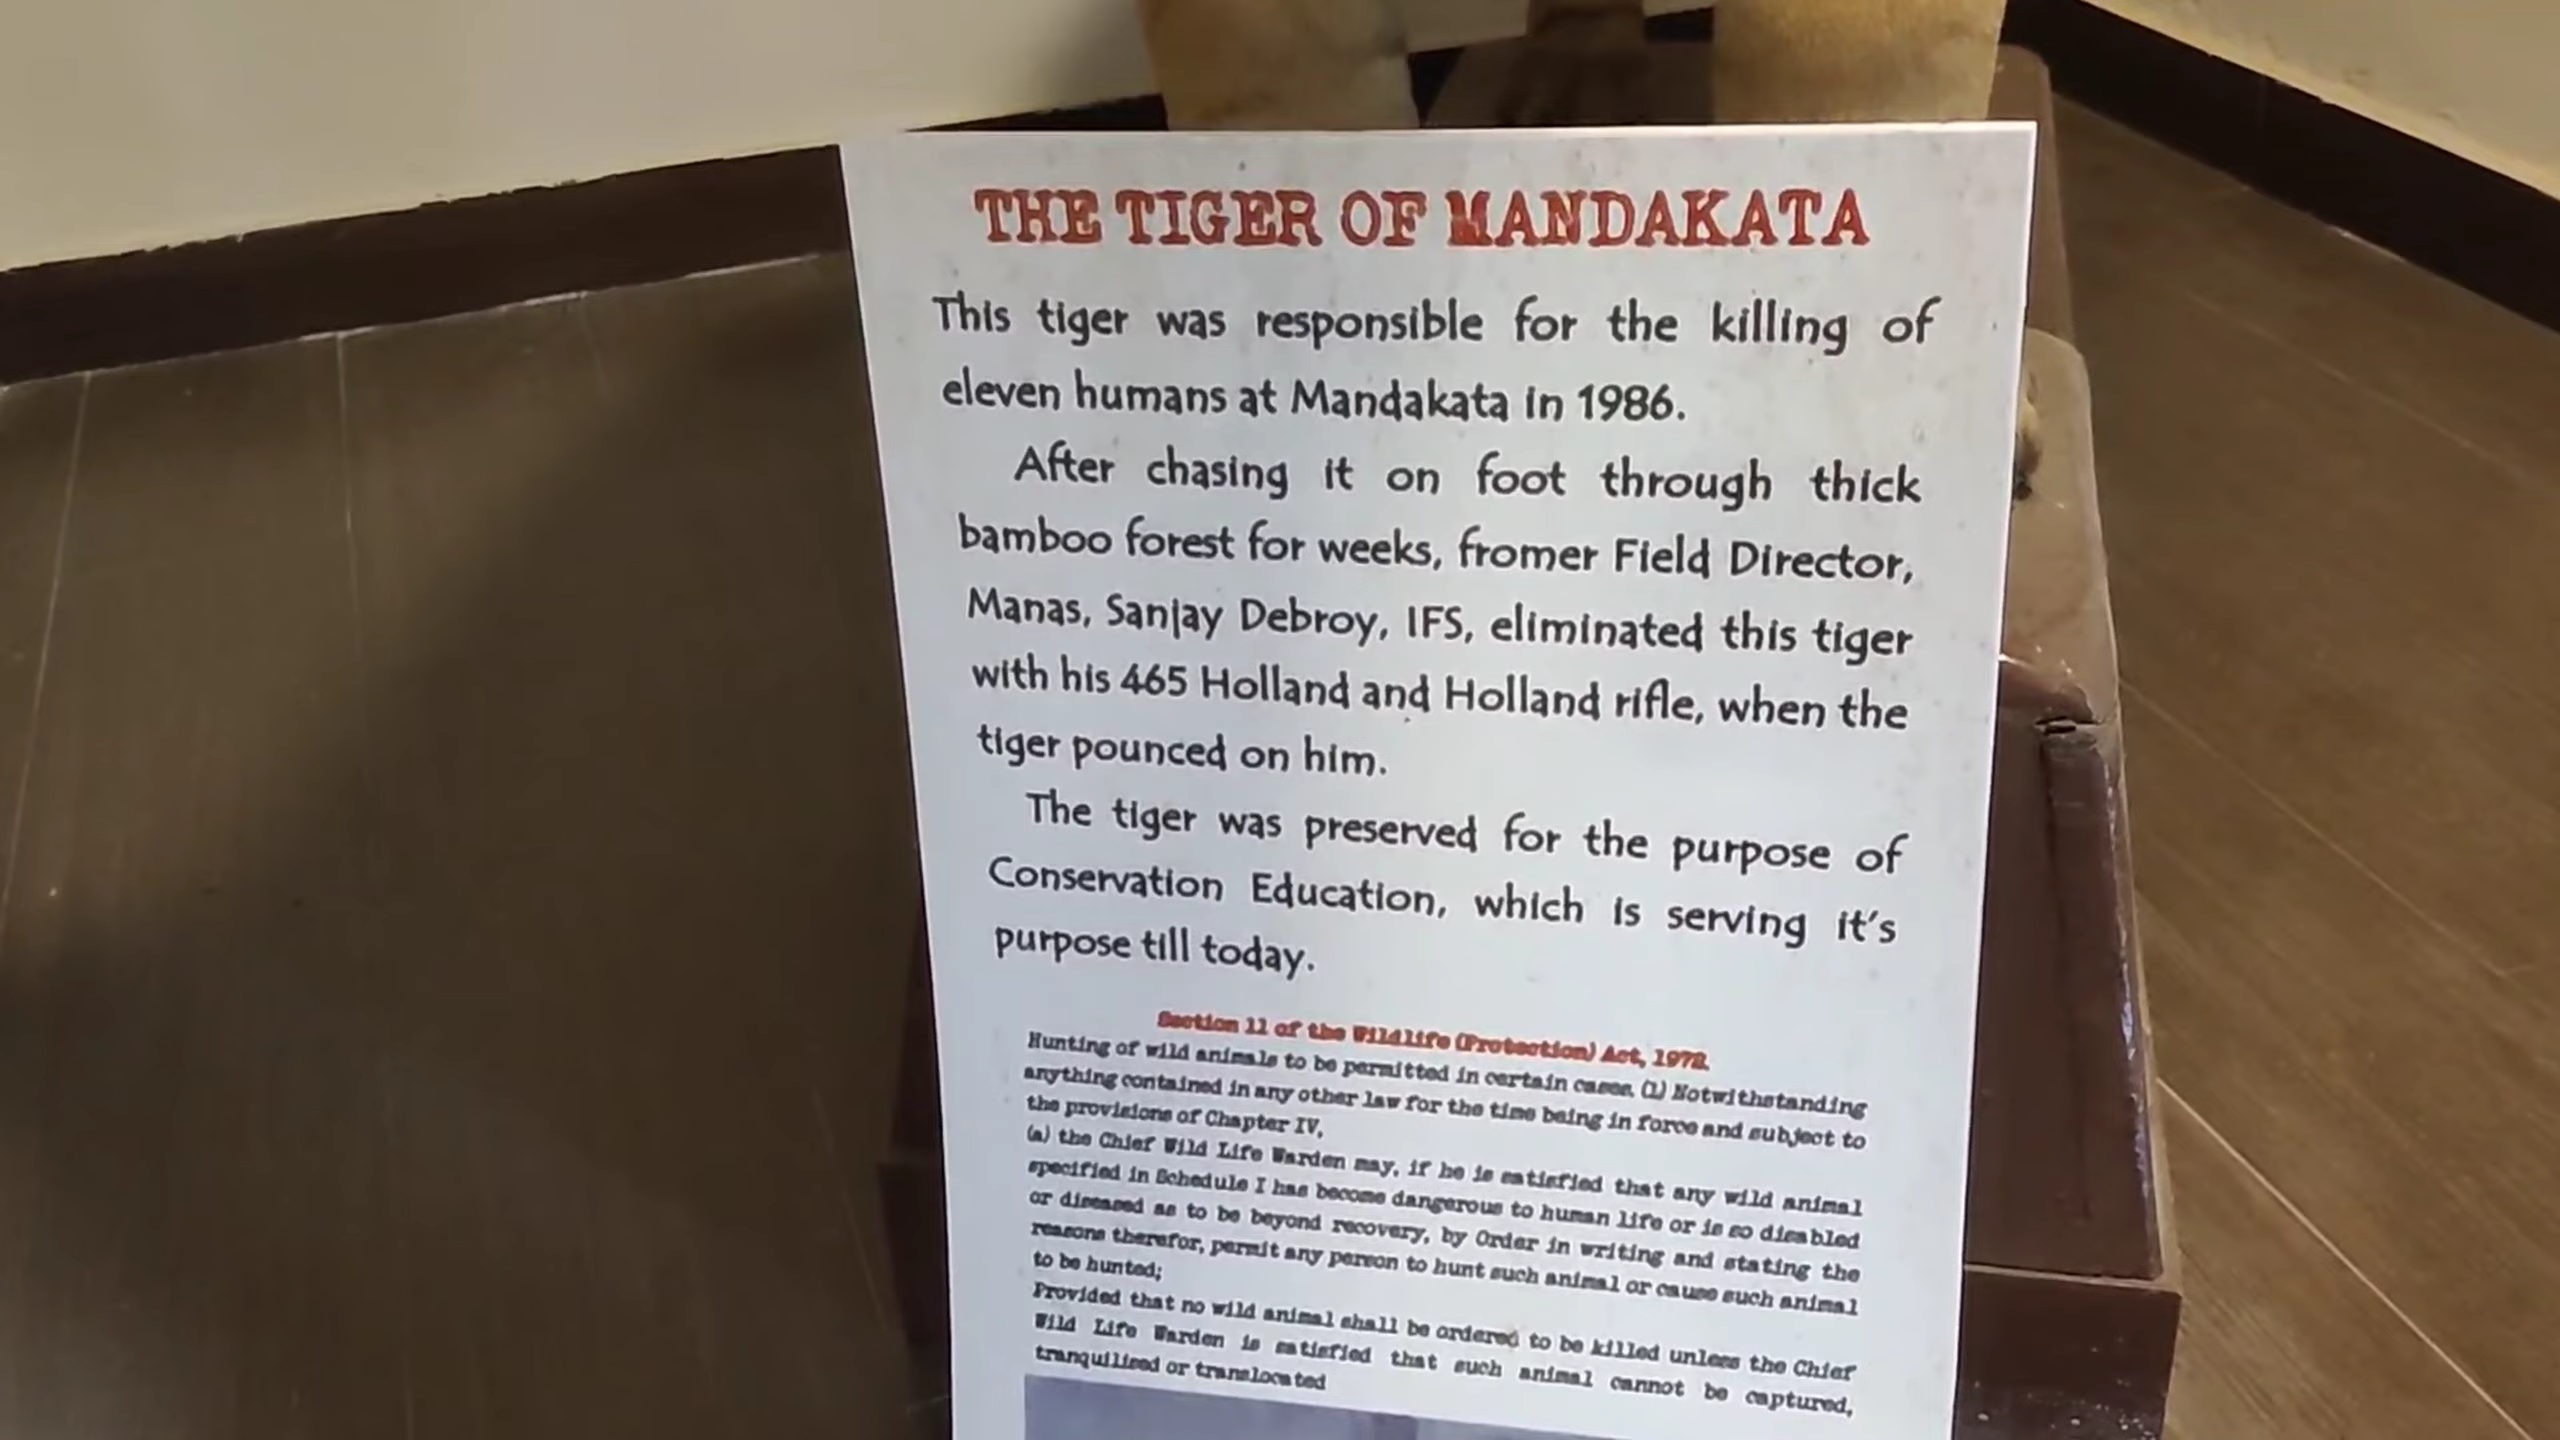 THE TIGER OF MANDAKATA
This tiger was responsible for the killing of
eleven humans at Mandakata in 1986.
After chasing it on foot through thick
bamboo forest for weeks, fromer Field Director,
Manas, Sanjay Debroy, IFS, eliminated this tiger
with his 465 Holland and Holland rifle, when the
tiger pounced on him.
The tiger was preserved for the purpose of
Conservation Education, which is serving it's
purpose till today.
Section 11 of the Wildlife (Protection) Act, 1972.
Hunting of wild animals to be permitted in certain cases. (1) Notwithstanding
anything contained in any other law for the time being in force and subject to
the provisions of Chapter IV,
(a) the Chief Wild Life Warden may, if he is satisfied that any wild animal
specified in Schedule I has become dangerous to human life or is so disabled
or diseased as to be beyond recovery, by Order in writing and stating the
reasons therefor, permit any person to hunt such animal or cause such animal
to be hunted;
Provided that no wild animal shall be ordered to be killed unless the Chief
Wild Life Warden is satisfied that such animal cannot be captured,
tranquilised or translocated